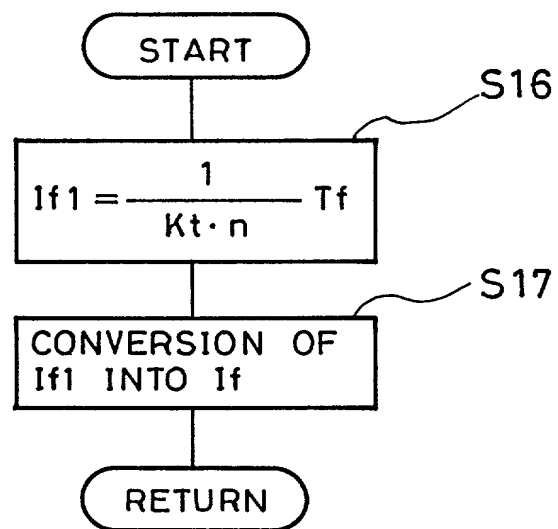 START
S16
If1 = 1 / Kt·n Tf
S17
CONVERSION OF
If1 INTO If
RETURN